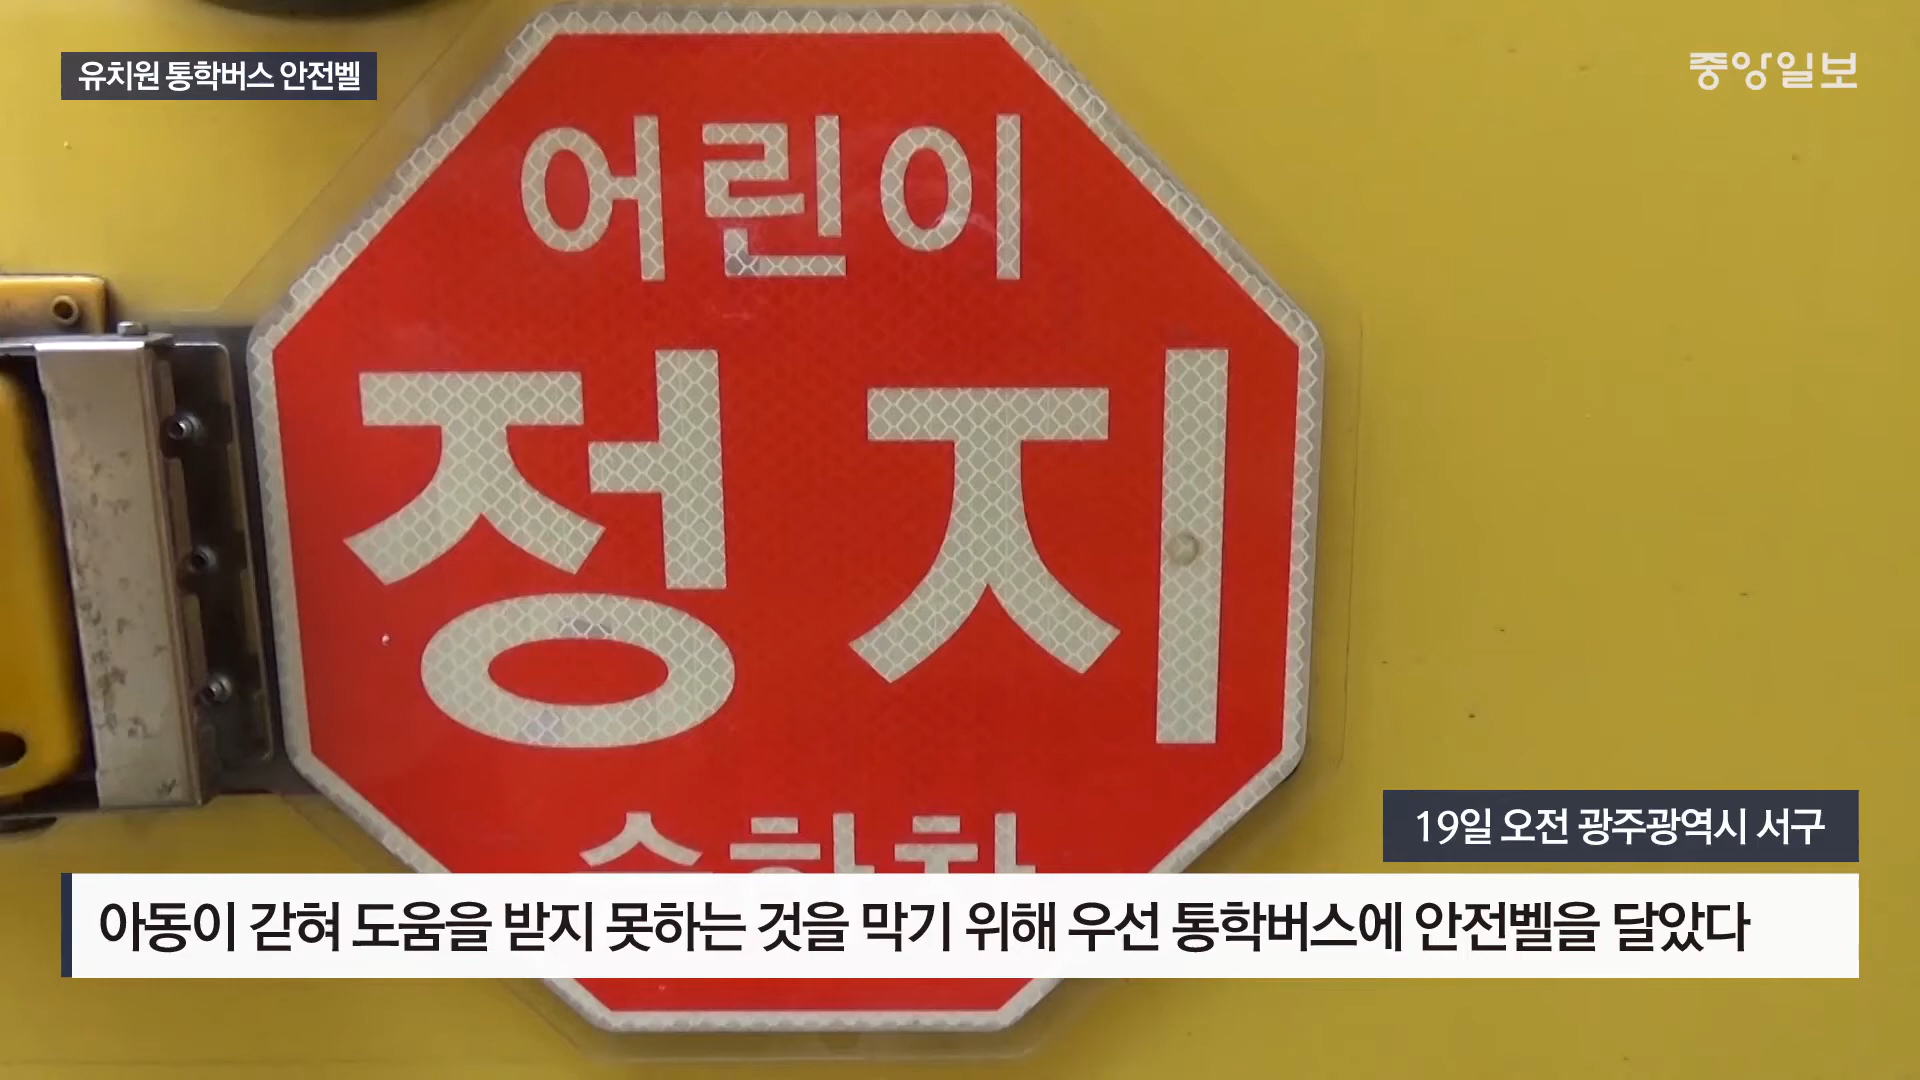 유치원 통학버스 안전벨
중앙일보
어린이
정지
승하차
19일 오전 광주광역시 서구
아동이 갇혀 도움을 받지 못하는 것을 막기 위해 우선 통학버스에 안전벨을 달았다